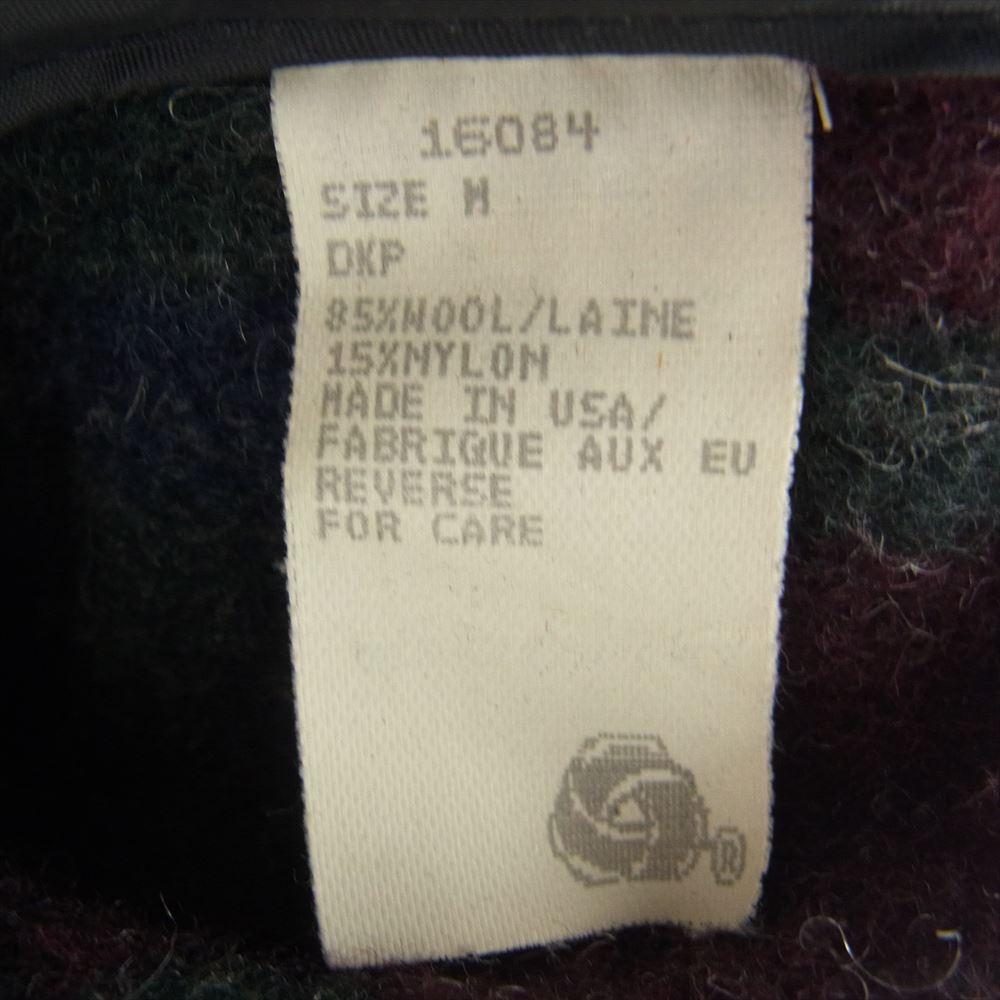 16084
SIZE M
DKP
85%WOOL/LAINE
15%NYLON
MADE IN USA/
FABRIQUE AUX EU
REVERSE
FOR CARE
®